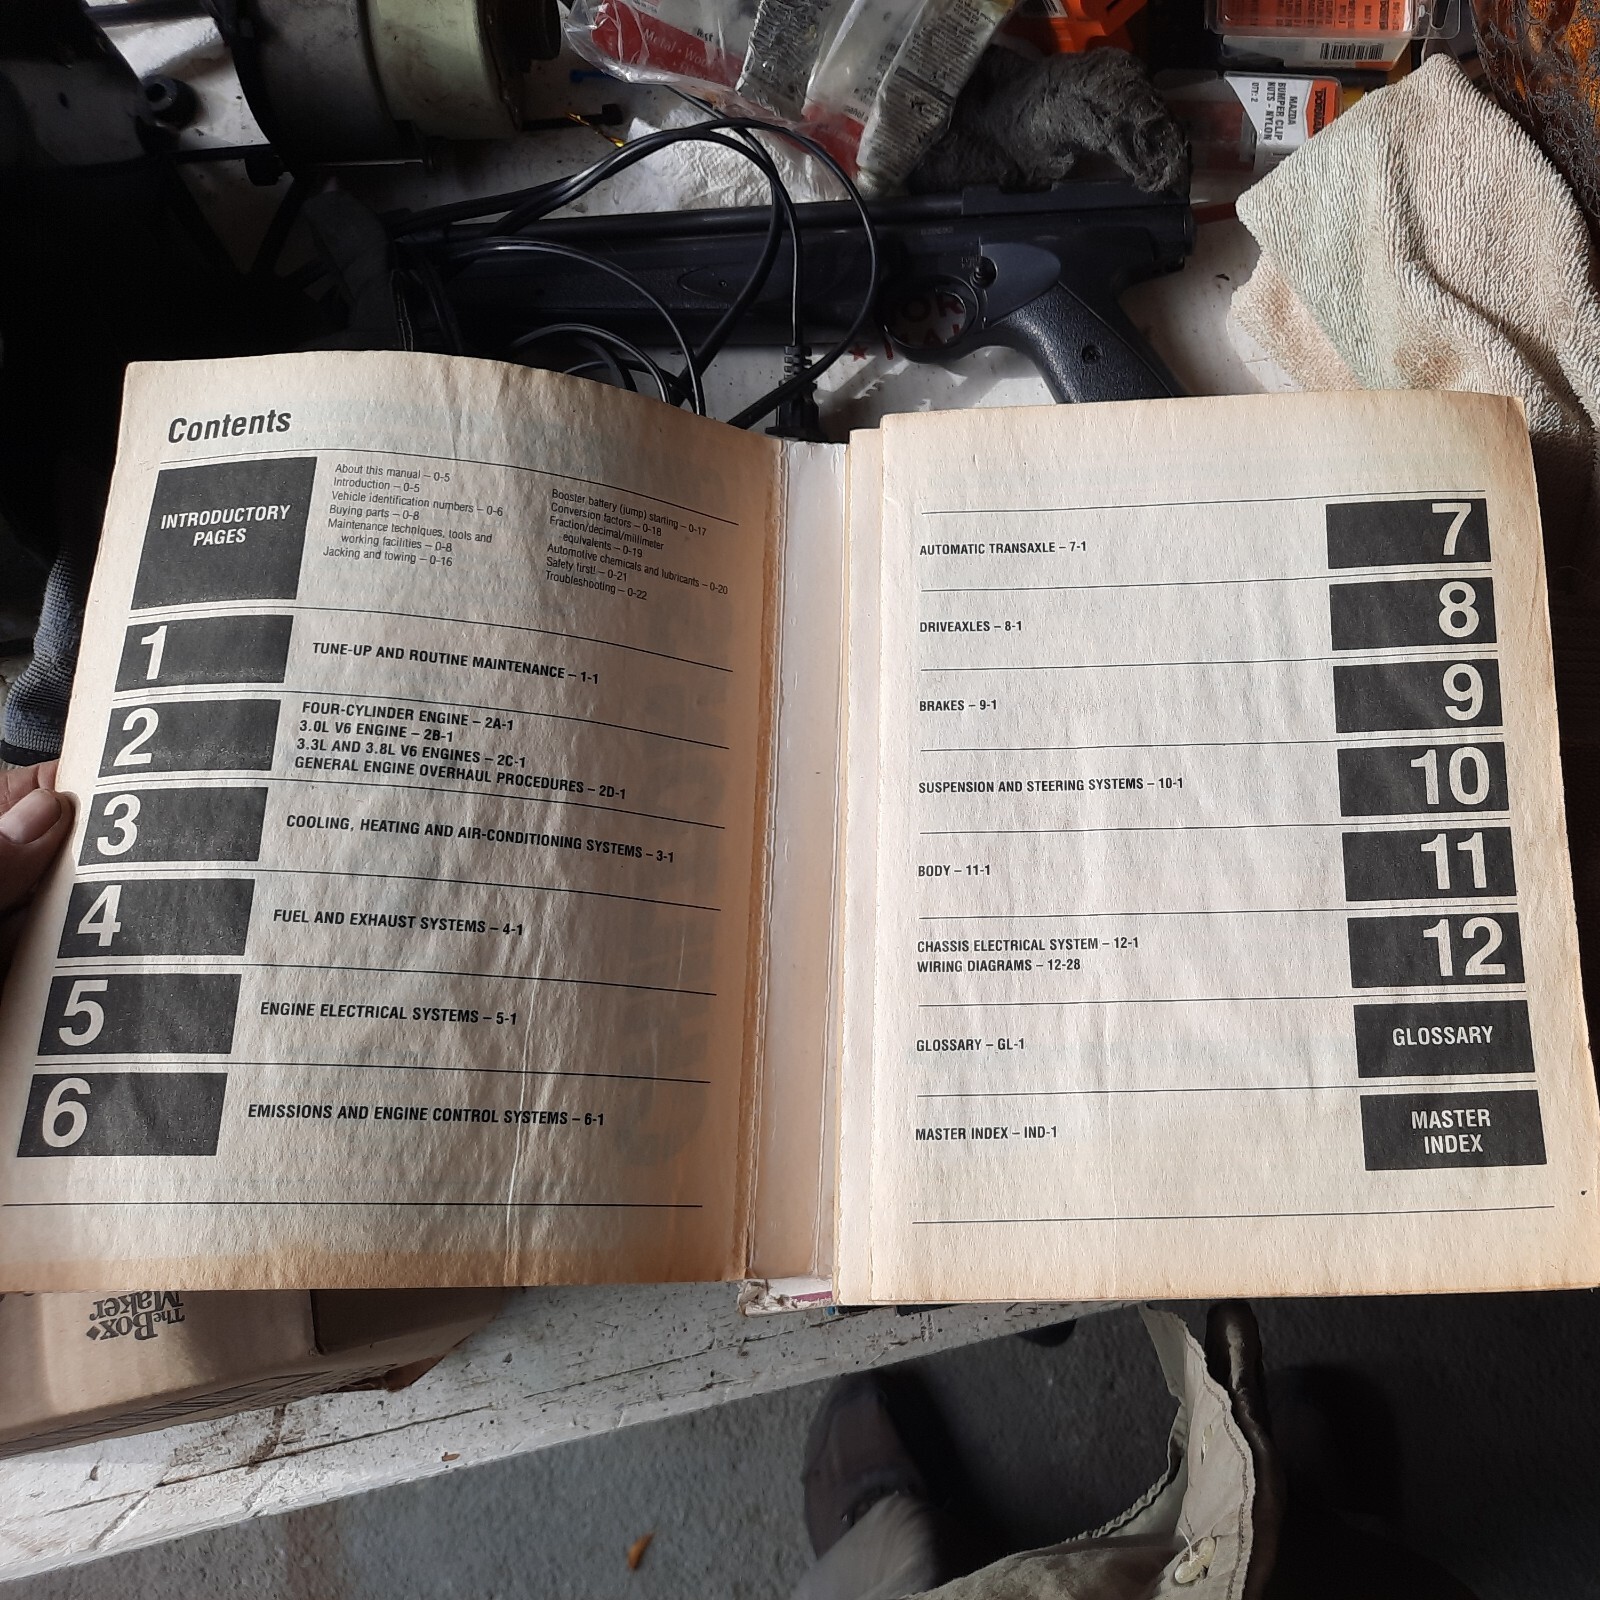 Metal • Wo
MAZDA
BUMPER CLIP
NUTS - NYLON
QTY: 2
DORMAN
Contents
INTRODUCTORY
PAGES
About this manual – 0-5
Introduction – 0-5
Vehicle identification numbers – 0-6
Buying parts – 0-8
Maintenance techniques, tools and
working facilities – 0-8
Jacking and towing – 0-16
Booster battery (jump) starting – 0-17
Conversion factors – 0-18
Fraction/decimal/millimeter
equivalents – 0-19
Automotive chemicals and lubricants – 0-20
Safety first! – 0-21
Troubleshooting – 0-22
1
TUNE-UP AND ROUTINE MAINTENANCE – 1-1
2
FOUR-CYLINDER ENGINE – 2A-1
3.0L V6 ENGINE – 2B-1
3.3L AND 3.8L V6 ENGINES – 2C-1
GENERAL ENGINE OVERHAUL PROCEDURES – 2D-1
3
COOLING, HEATING AND AIR-CONDITIONING SYSTEMS – 3-1
4
FUEL AND EXHAUST SYSTEMS – 4-1
5
ENGINE ELECTRICAL SYSTEMS – 5-1
6
EMISSIONS AND ENGINE CONTROL SYSTEMS – 6-1
AUTOMATIC TRANSAXLE – 7-1
7
DRIVEAXLES – 8-1
8
BRAKES – 9-1
9
SUSPENSION AND STEERING SYSTEMS – 10-1
10
BODY – 11-1
11
CHASSIS ELECTRICAL SYSTEM – 12-1
WIRING DIAGRAMS – 12-28
12
GLOSSARY – GL-1
GLOSSARY
MASTER INDEX – IND-1
MASTER
INDEX
The
Box
Maker